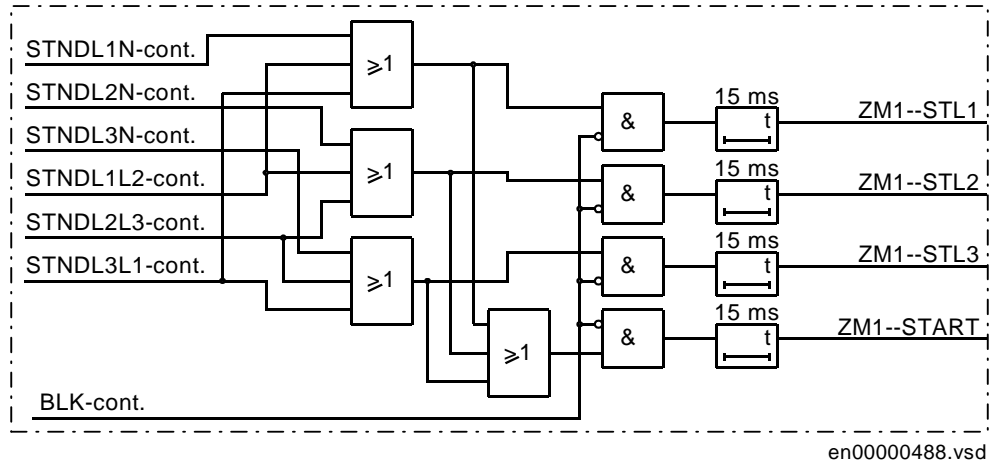 STNDL1N-cont.
STNDL2N-cont.
STNDL3N-cont.
STNDL1L2-cont.
STNDL2L3-cont.
STNDL3L1-cont.
BLK-cont.
≥1
≥1
≥1
≥1
&
15 ms
t
ZM1--STL1
&
15 ms
t
ZM1--STL2
&
15 ms
t
ZM1--STL3
&
15 ms
t
ZM1--START
en00000488.vsd